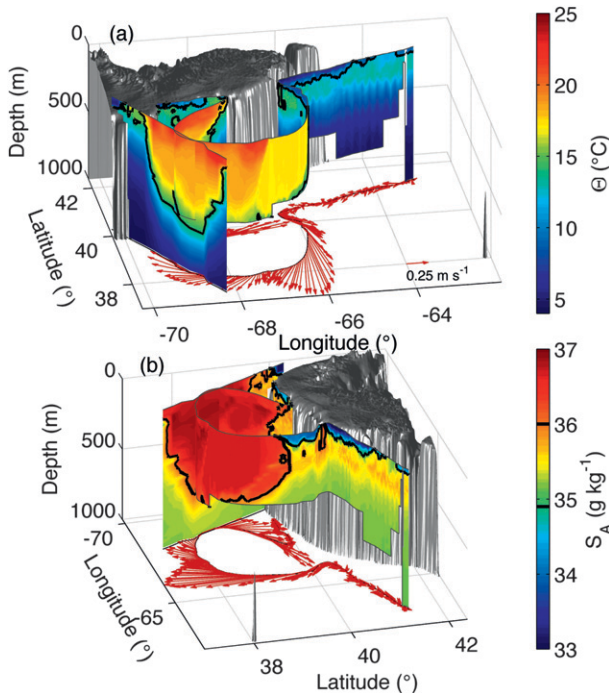 (a)
0
500
1000
Depth (m)
42
40
38
Latitude (°)
-70
-68
-66
-64
Longitude (°)
0.25 m s⁻¹
25
20
15
10
5
Θ (°C)
(b)
0
500
1000
Depth (m)
-70
-65
Longitude (°)
38
40
42
Latitude (°)
37
36
35
34
33
S_A (g kg⁻¹)